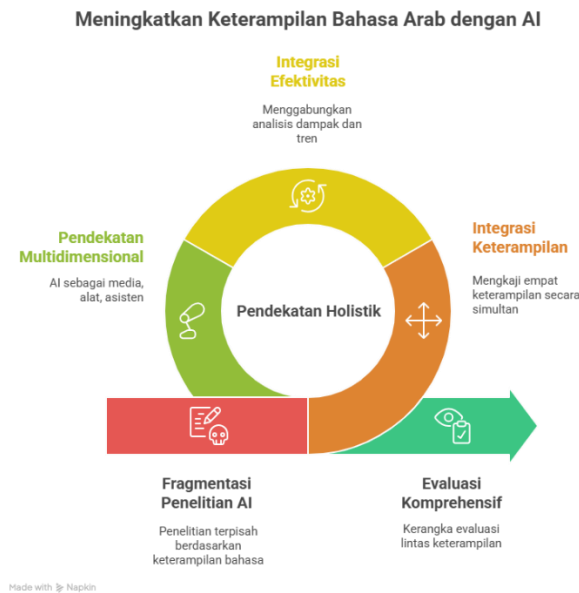 Meningkatkan Keterampilan Bahasa Arab dengan AI
Integrasi
Efektivitas
Menggabungkan
analisis dampak dan
tren
Pendekatan
Multidimensional
AI sebagai media,
alat, asisten
Integrasi
Keterampilan
Mengkaji empat
keterampilan secara
simultan
Pendekatan Holistik
Fragmentasi
Penelitian AI
Penelitian terpisah
berdasarkan
keterampilan bahasa
Evaluasi
Komprehensif
Kerangka evaluasi
lintas keterampilan
Made with Napkin